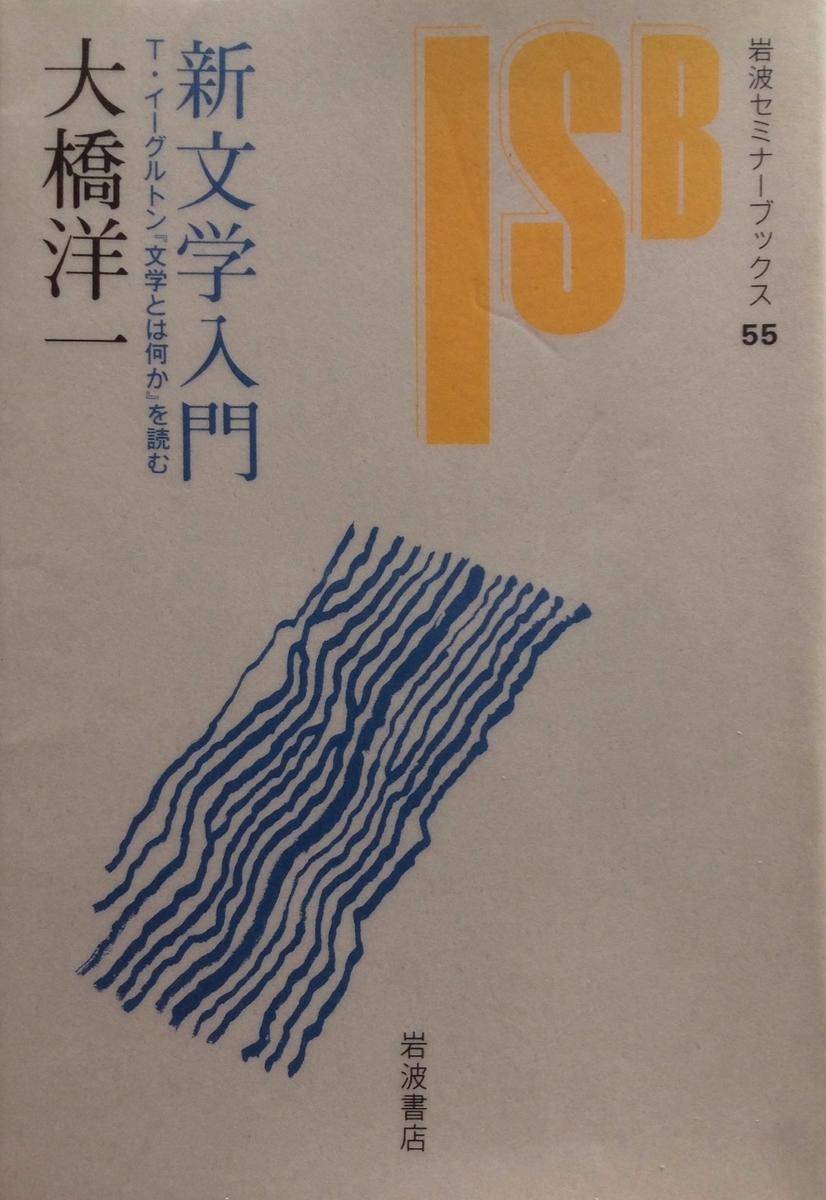 岩波セミナーブックス 55
ISB
新文学入門
T・イーグルトン『文学とは何か』を読む
大橋洋一
岩波書店